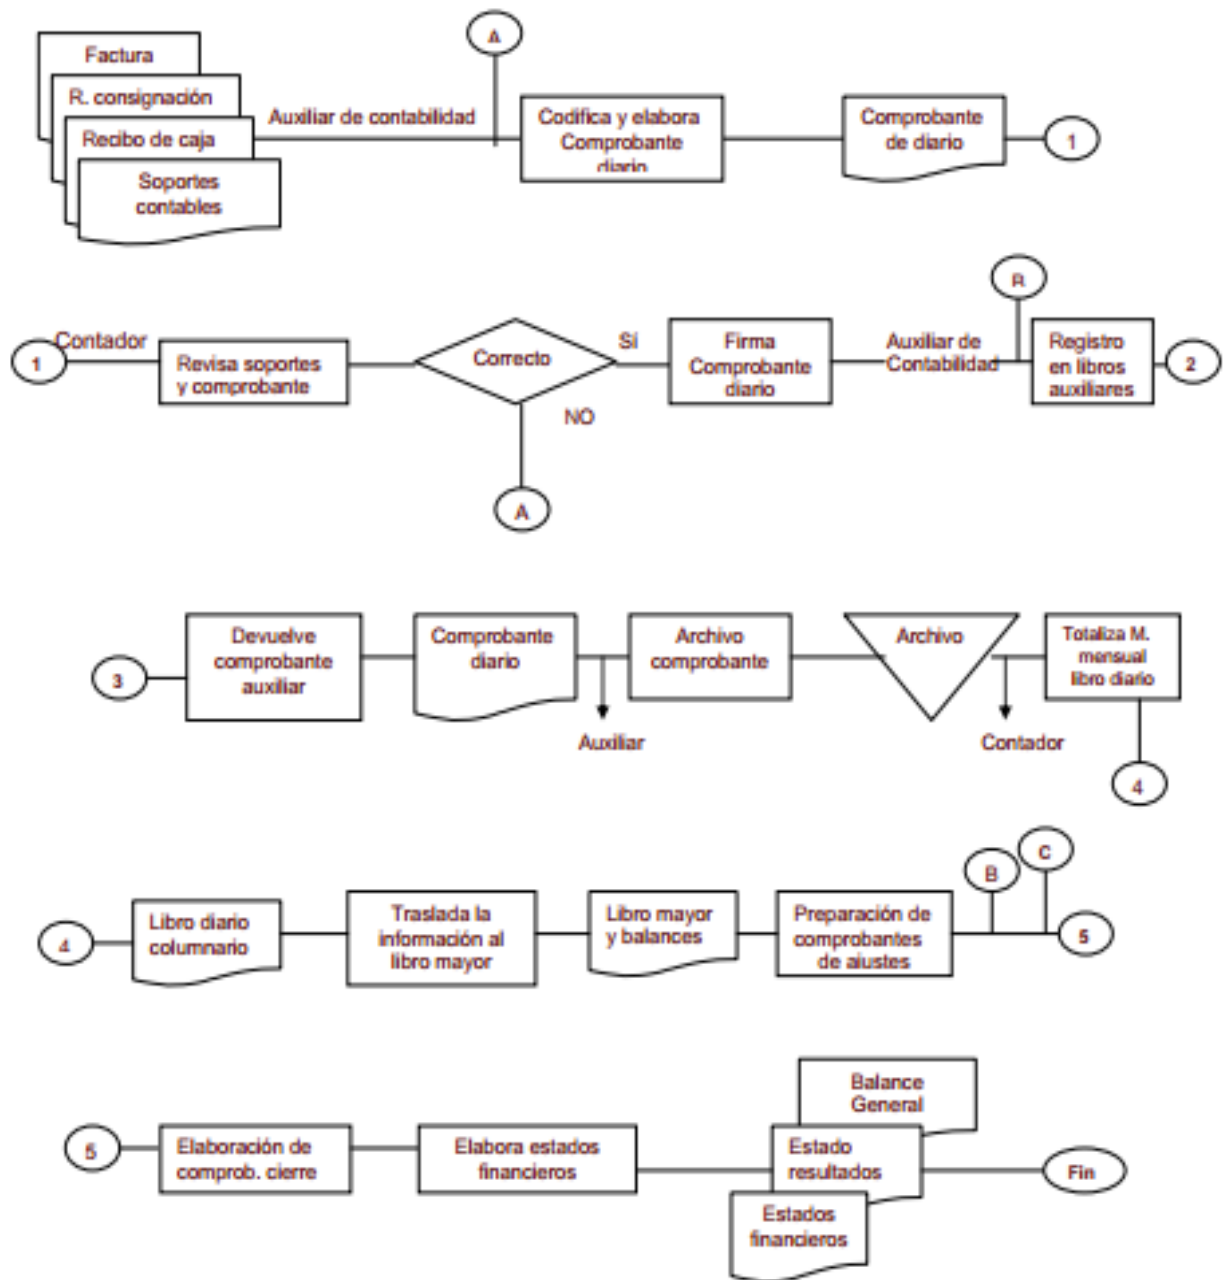 A
Factura
R. consignación
Recibo de caja
Soportes
contables
Auxiliar de contabilidad
Codifica y elabora
Comprobante
diario
Comprobante
de diario
1
1
Contador
Revisa soportes
y comprobante
Correcto
Sí
NO
A
Firma
Comprobante
diario
Auxiliar de
Contabilidad
B
Registro
en libros
auxiliares
2
3
Devuelve
comprobante
auxiliar
Comprobante
diario
Auxiliar
Archivo
comprobante
Archivo
Contador
Totaliza M.
mensual
libro diario
4
4
Libro diario
columnario
Traslada la
información al
libro mayor
Libro mayor
y balances
Preparación de
comprobantes
de ajustes
B
C
5
5
Elaboración de
comprob. cierre
Elabora estados
financieros
Balance
General
Estado
resultados
Estados
financieros
Fin